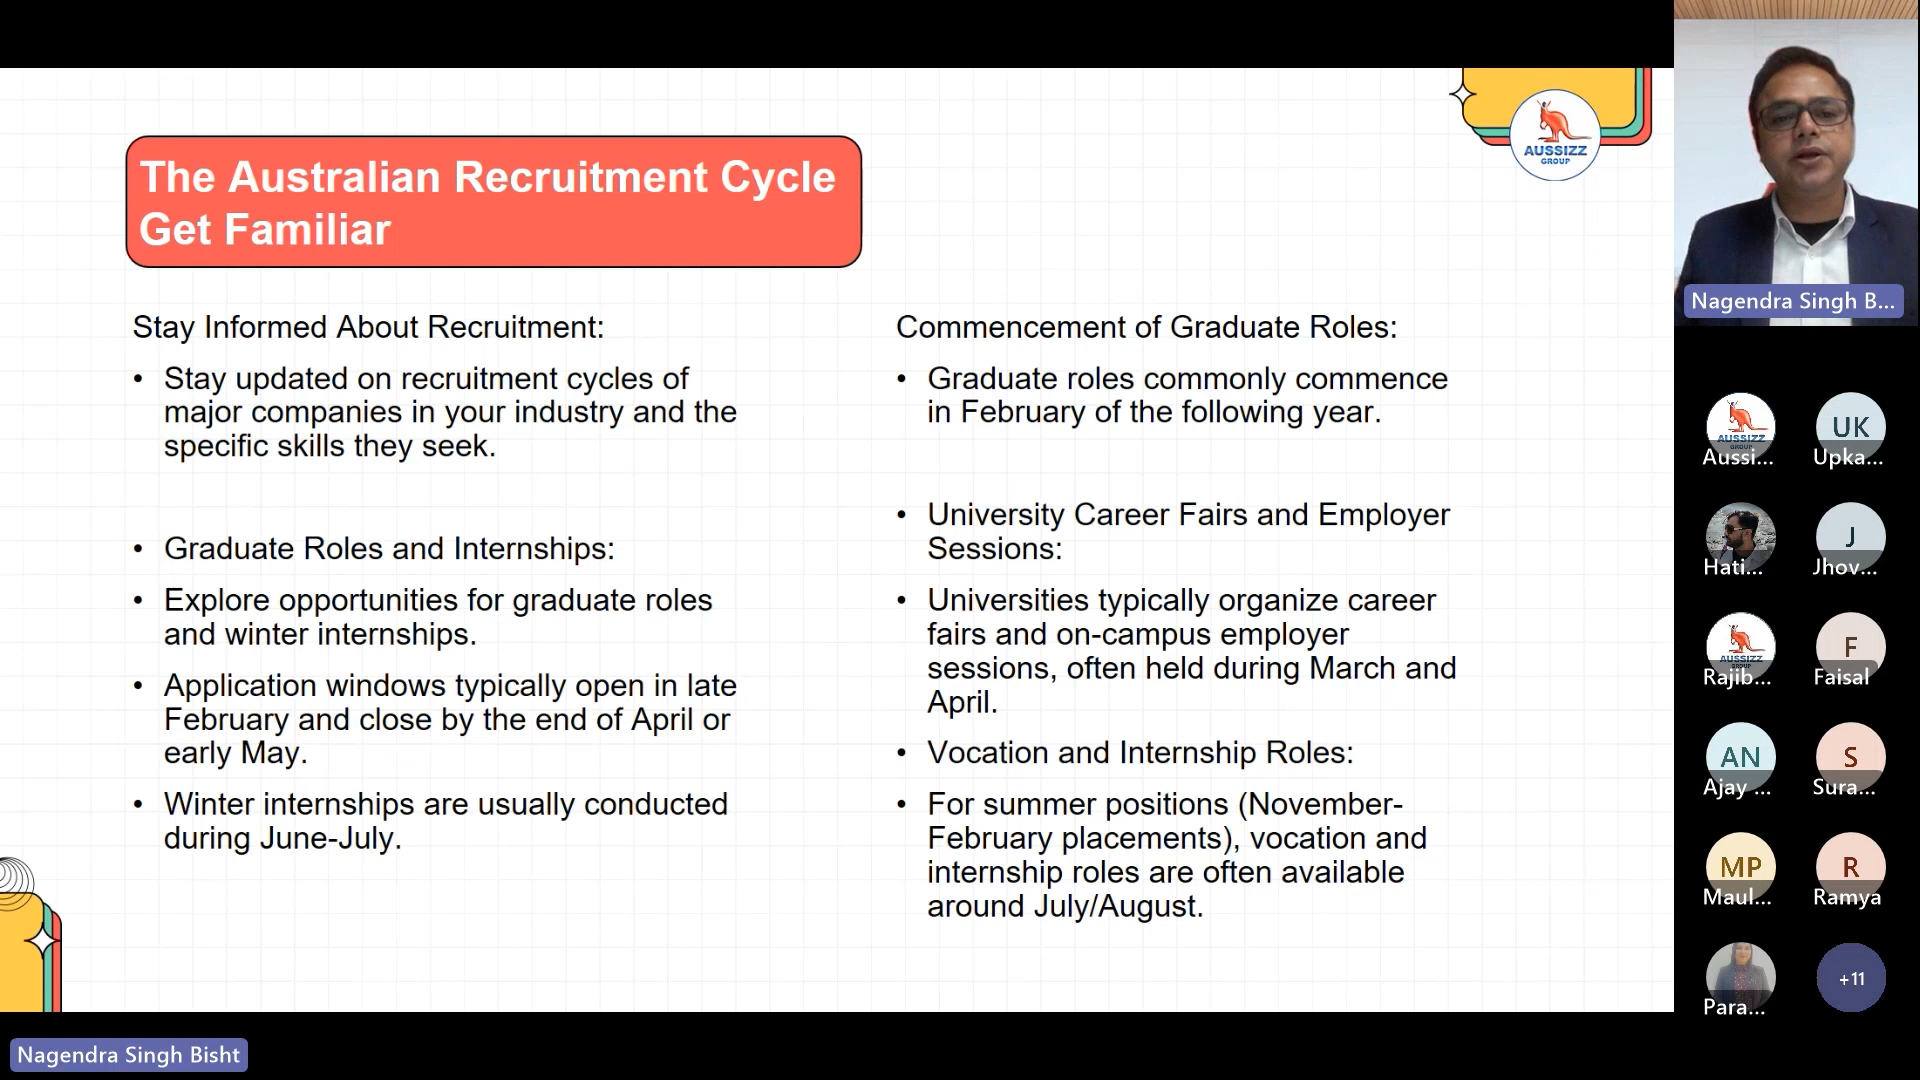 The Australian Recruitment Cycle
Get Familiar
AUSSIZZ
GROUP
Stay Informed About Recruitment:
• Stay updated on recruitment cycles of
major companies in your industry and the
specific skills they seek.
• Graduate Roles and Internships:
• Explore opportunities for graduate roles
and winter internships.
• Application windows typically open in late
February and close by the end of April or
early May.
• Winter internships are usually conducted
during June-July.
Commencement of Graduate Roles:
• Graduate roles commonly commence
in February of the following year.
• University Career Fairs and Employer
Sessions:
• Universities typically organize career
fairs and on-campus employer
sessions, often held during March and
April.
• Vocation and Internship Roles:
• For summer positions (November-
February placements), vocation and
internship roles are often available
around July/August.
Nagendra Singh B...
AUSSIZZ
GROUP
Aussi...
UK
Upka...
Hati...
J
Jhov...
AUSSIZZ
GROUP
Rajib...
F
Faisal
AN
Ajay ...
S
Sura...
MP
Maul...
R
Ramya
Para...
+11
Nagendra Singh Bisht